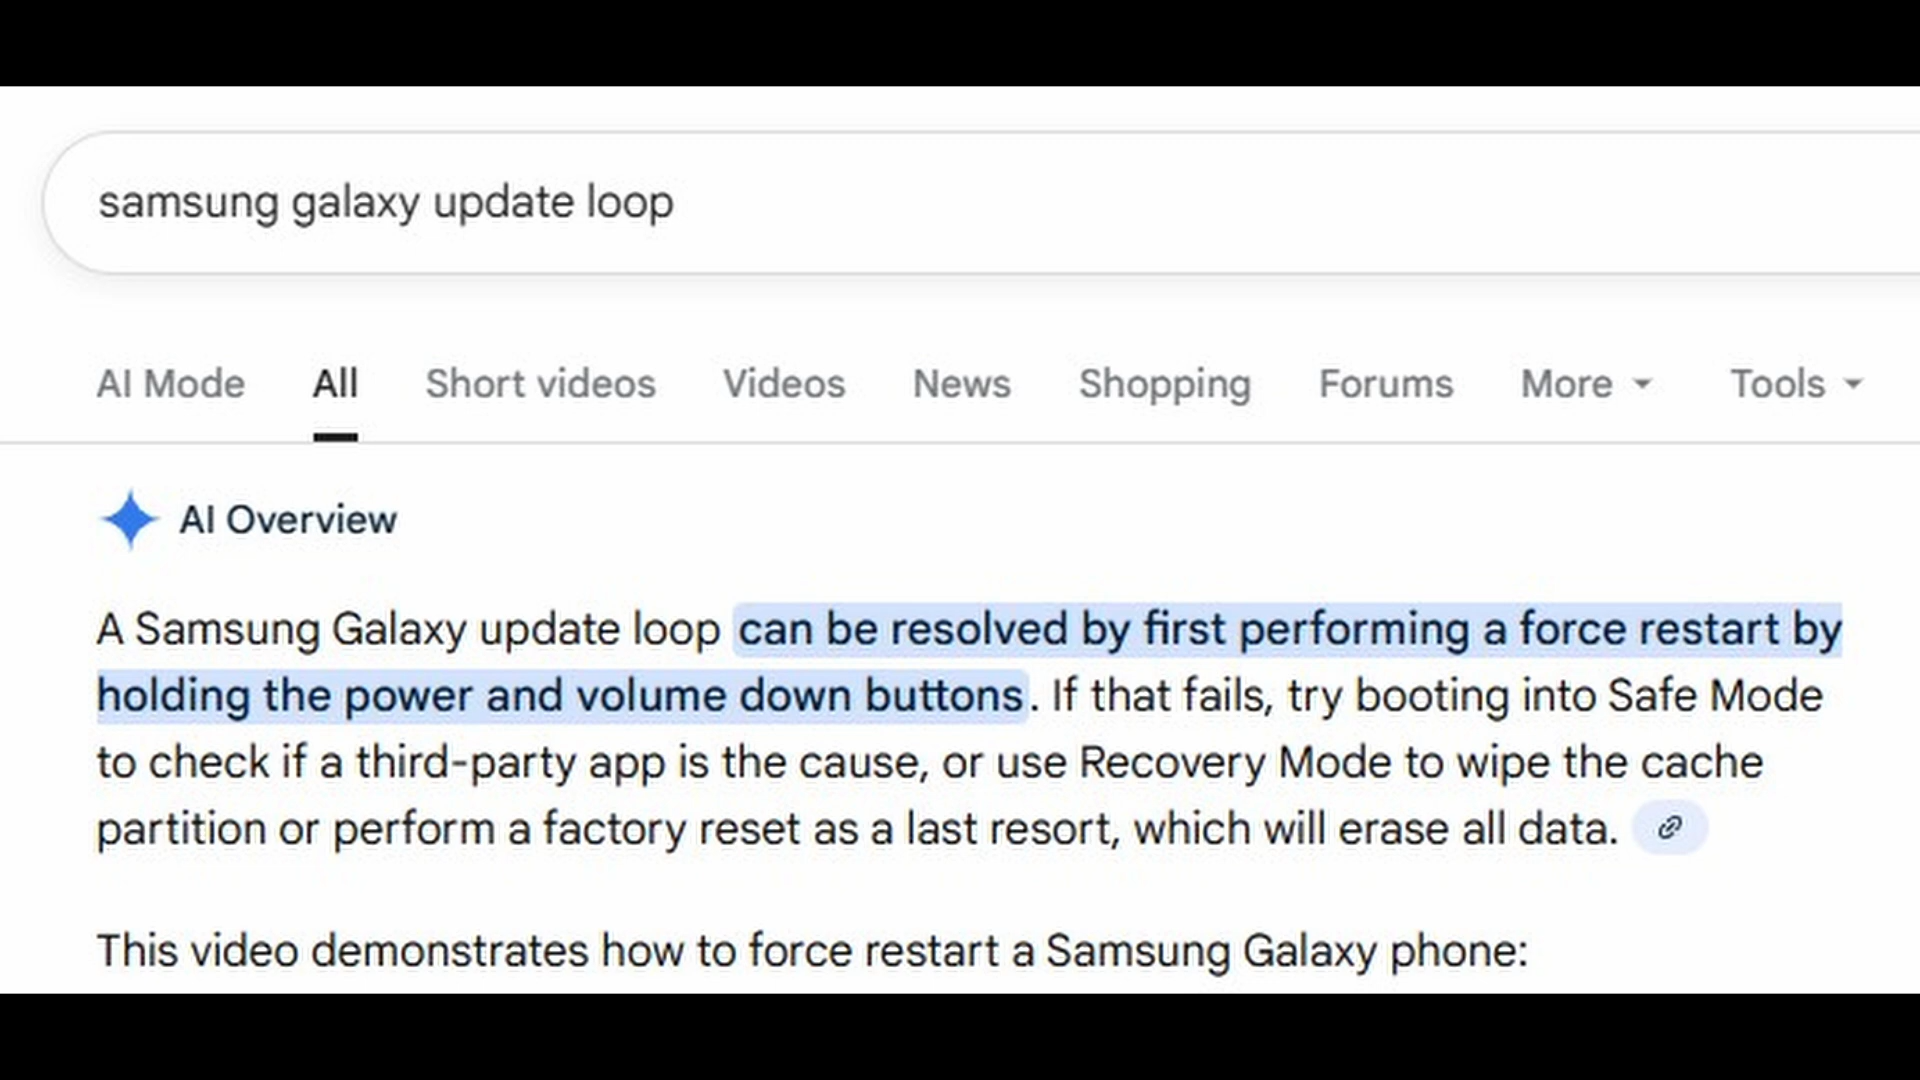 samsung galaxy update loop
AI Mode All Short videos Videos News Shopping Forums More Tools
AI Overview
A Samsung Galaxy update loop can be resolved by first performing a force restart by
holding the power and volume down buttons. If that fails, try booting into Safe Mode
to check if a third-party app is the cause, or use Recovery Mode to wipe the cache
partition or perform a factory reset as a last resort, which will erase all data.
This video demonstrates how to force restart a Samsung Galaxy phone: